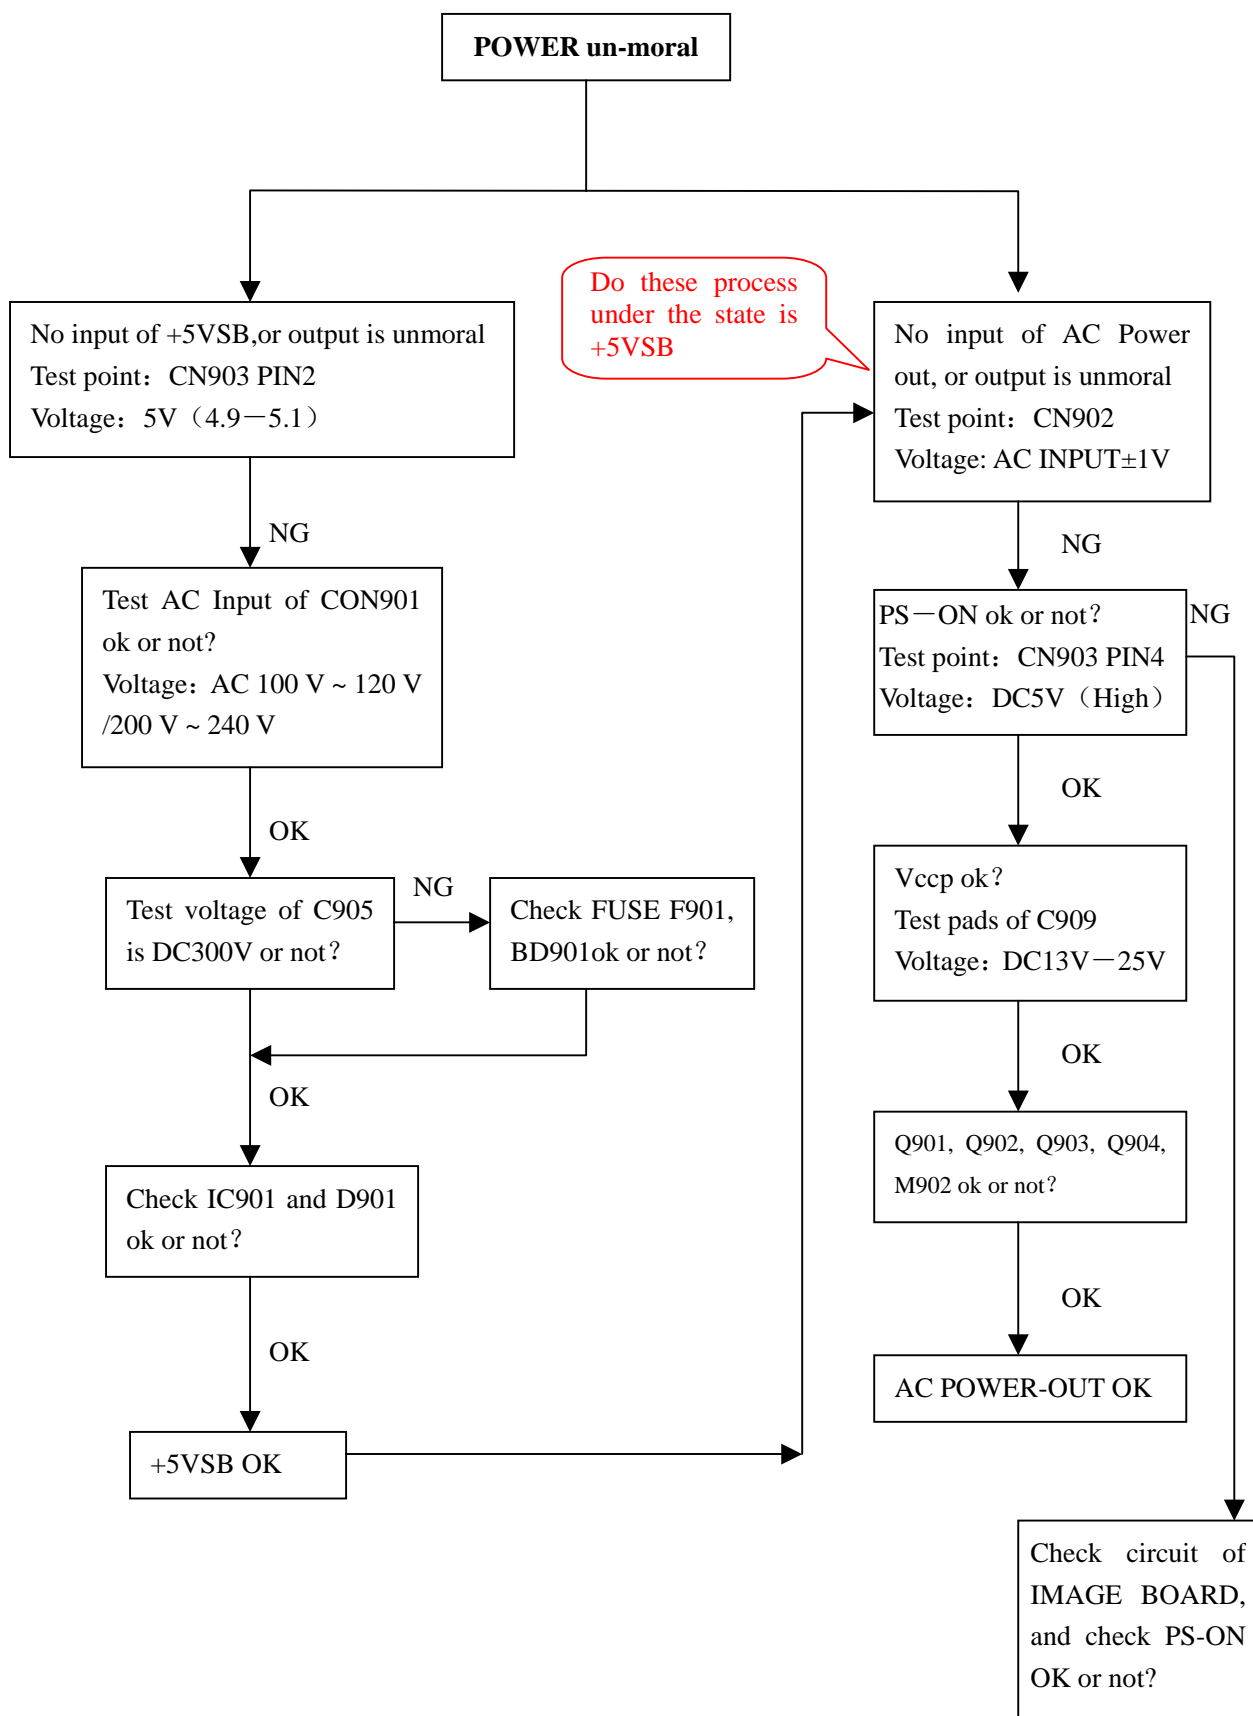 POWER un-moral
Do these process
under the state is
+5VSB
No input of +5VSB,or output is unmoral
Test point：CN903 PIN2
Voltage：5V（4.9－5.1）
NG
Test AC Input of CON901
ok or not?
Voltage：AC 100 V ~ 120 V
/200 V ~ 240 V
OK
Test voltage of C905
is DC300V or not？
NG
Check FUSE F901,
BD901ok or not？
OK
Check IC901 and D901
ok or not？
OK
+5VSB OK
No input of AC Power
out, or output is unmoral
Test point：CN902
Voltage: AC INPUT±1V
NG
PS－ON ok or not？
Test point：CN903 PIN4
Voltage：DC5V（High）
NG
OK
Vccp ok？
Test pads of C909
Voltage：DC13V－25V
OK
Q901, Q902, Q903, Q904,
M902 ok or not？
OK
AC POWER-OUT OK
Check circuit of
IMAGE BOARD,
and check PS-ON
OK or not?